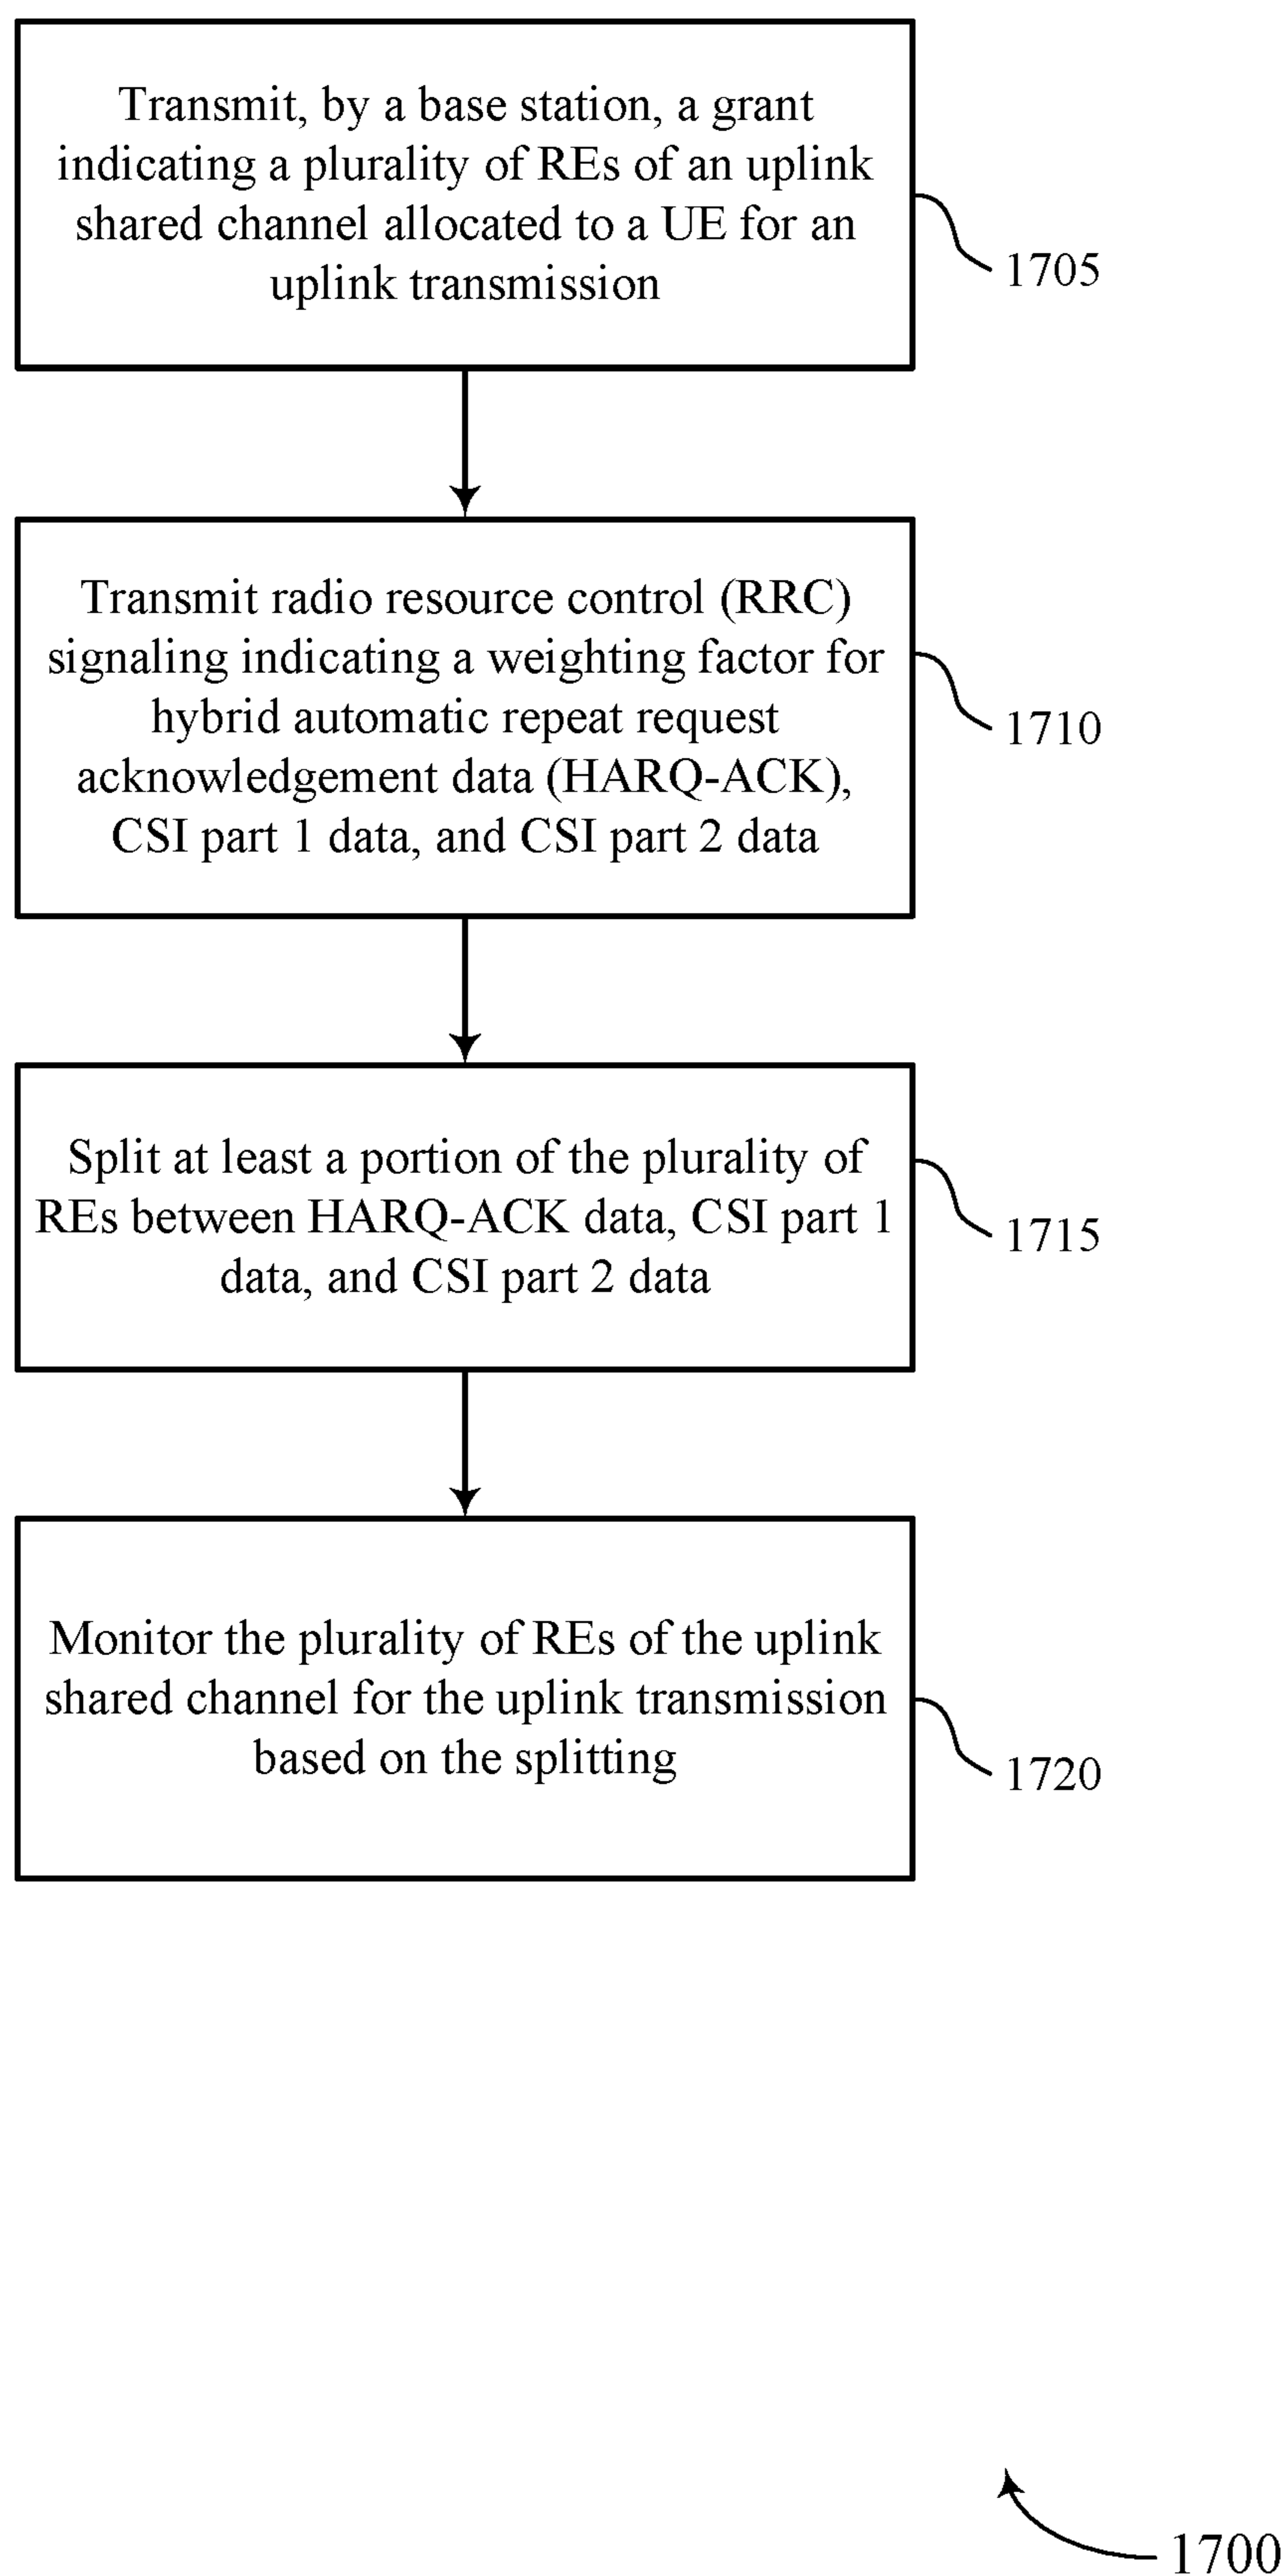 Transmit, by a base station, a grant
indicating a plurality of REs of an uplink
shared channel allocated to a UE for an
uplink transmission
1705
Transmit radio resource control (RRC)
signaling indicating a weighting factor for
hybrid automatic repeat request
acknowledgement data (HARQ-ACK),
CSI part 1 data, and CSI part 2 data
1710
Split at least a portion of the plurality of
REs between HARQ-ACK data, CSI part 1
data, and CSI part 2 data
1715
Monitor the plurality of REs of the uplink
shared channel for the uplink transmission
based on the splitting
1720
1700